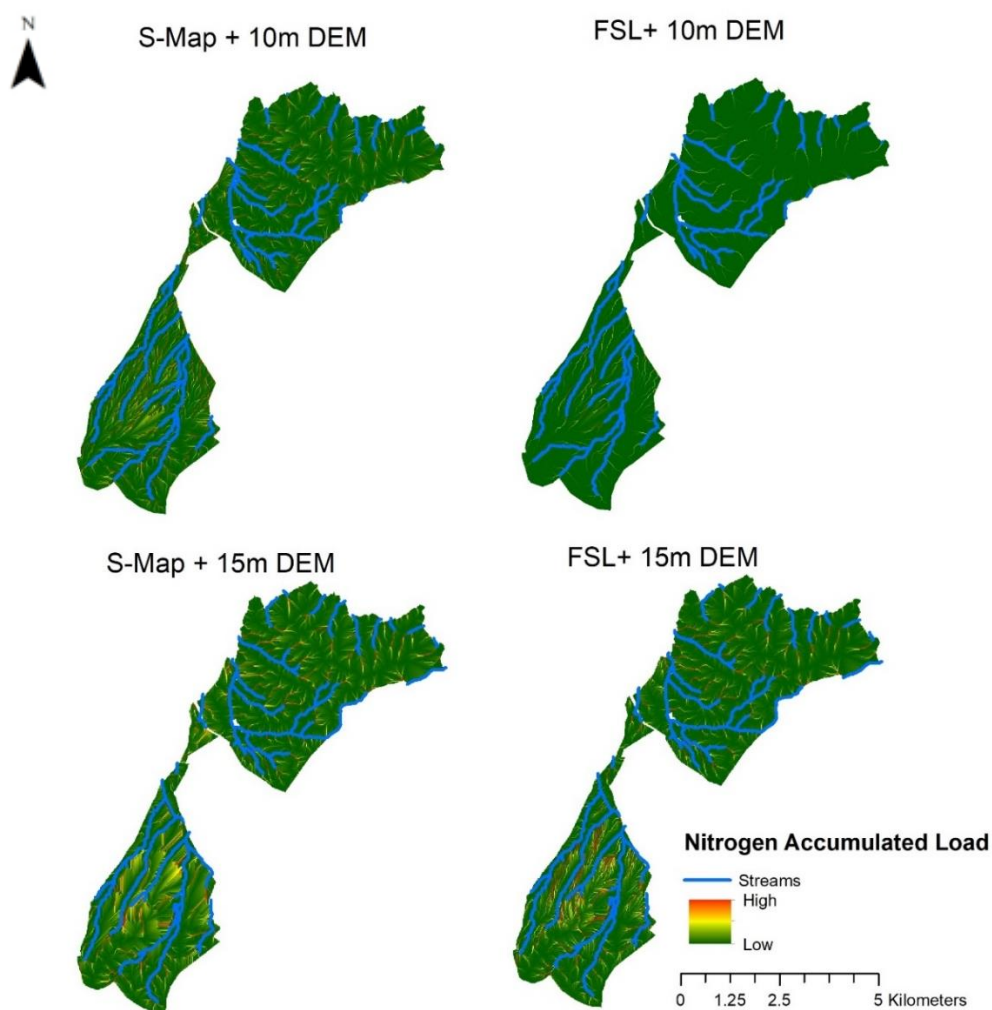 N
S-Map + 10m DEM
FSL+ 10m DEM
S-Map + 15m DEM
FSL+ 15m DEM
Nitrogen Accumulated Load
Streams
High
Low
0 1.25 2.5 5 Kilometers